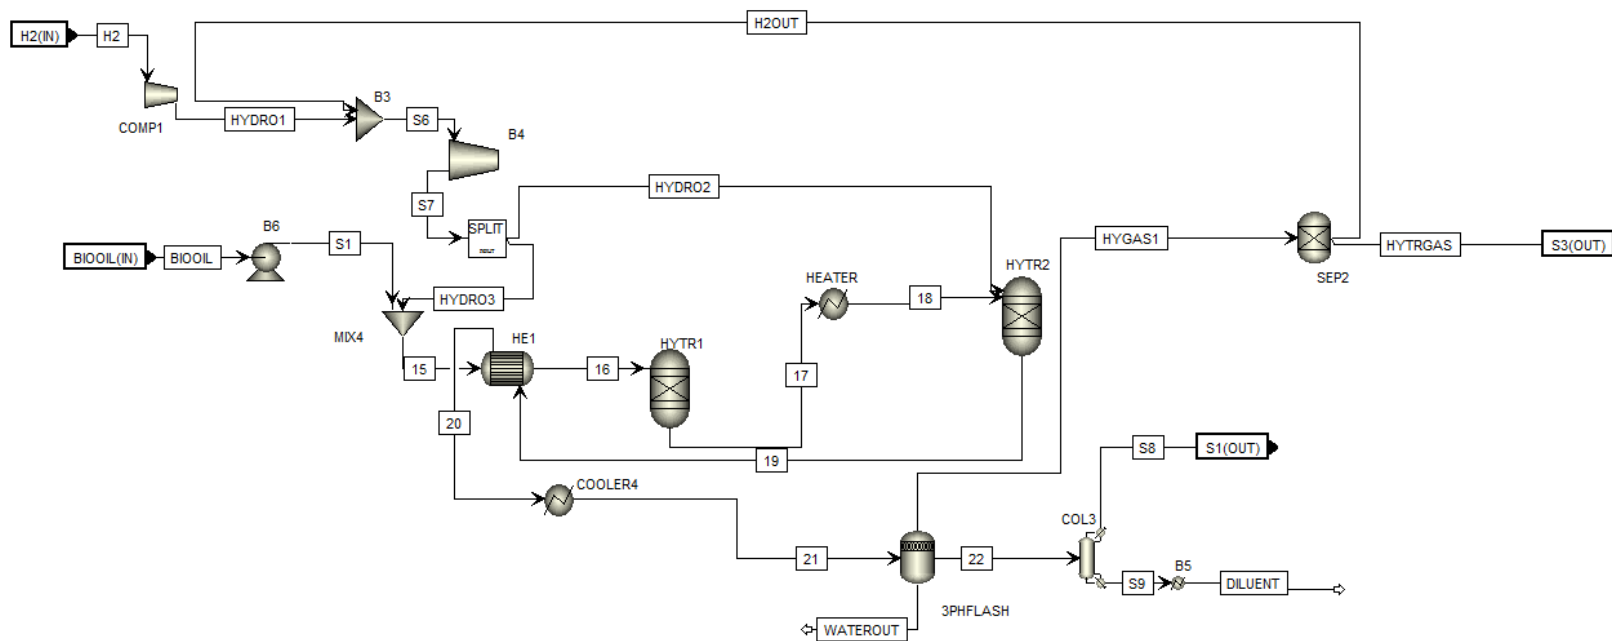 H2OUT
H2(IN)
H2
B3
COMP1
HYDRO1
S6
B4
HYDRO2
S7
SPLIT
B6
S1
BIOOIL(IN)
BIOOIL
HYGAS1
HYTRGAS
S3(OUT)
SEP2
HYTR2
HEATER
18
HYDRO3
MIX4
HE1
HYTR1
15
16
17
20
19
S8
S1(OUT)
COOLER4
COL3
21
22
S9
B5
DILUENT
3PHFLASH
WATEROUT